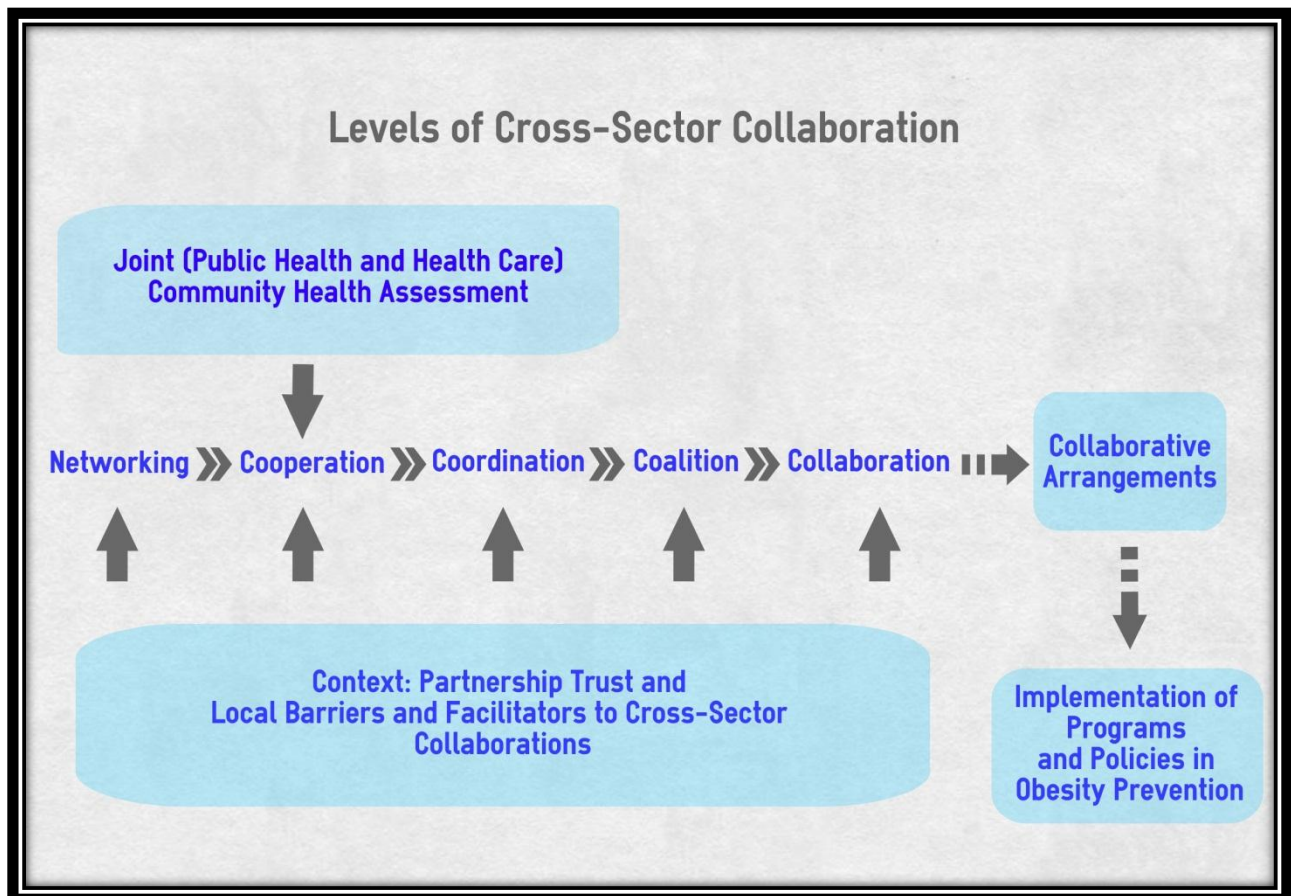 Levels of Cross-Sector Collaboration
Joint (Public Health and Health Care)
Community Health Assessment
Networking
Cooperation
Coordination
Coalition
Collaboration
Collaborative
Arrangements
Context: Partnership Trust and
Local Barriers and Facilitators to Cross-Sector
Collaborations
Implementation of
Programs
and Policies in
Obesity Prevention